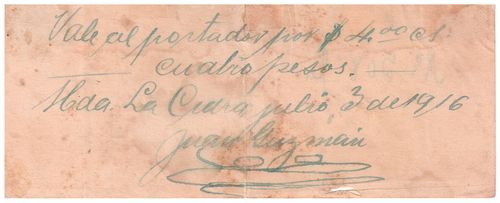 Vale al portador por $ 4.00 cs.
cuatro pesos.
Hda. La Cidra, julio 3 de 1916
Juan Guzmán